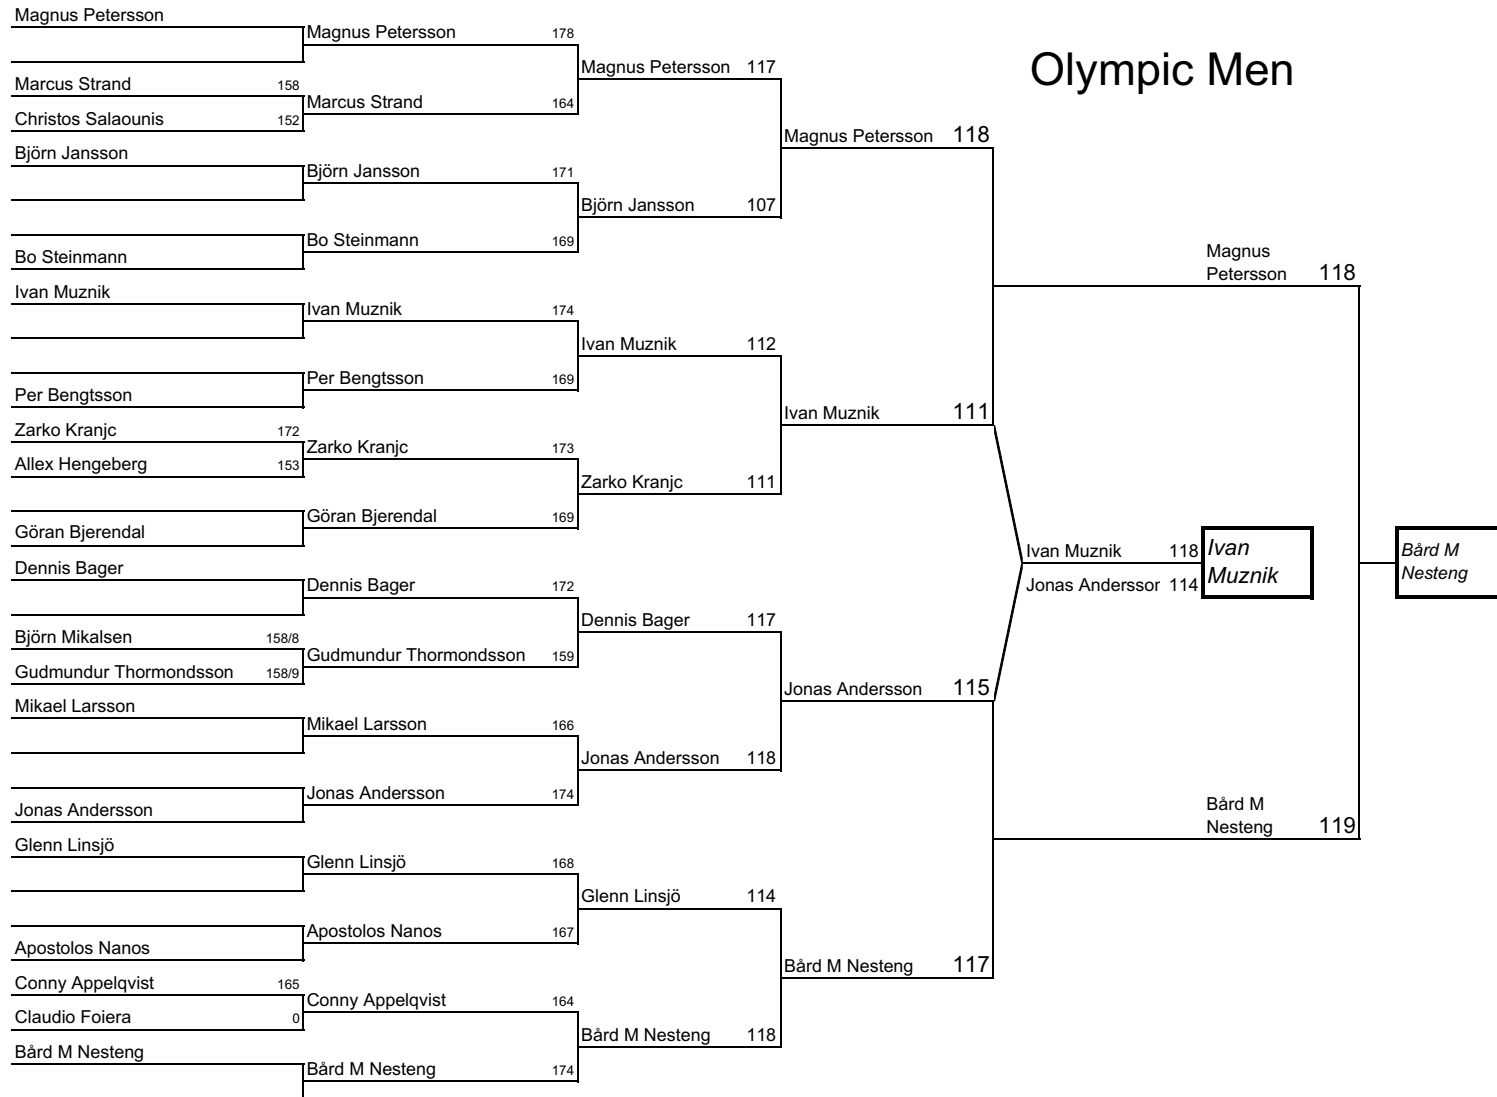 Olympic Men
Magnus Petersson
Marcus Strand 158
Christos Salaounis 152
Björn Jansson
Bo Steinmann
Ivan Muznik
Per Bengtsson
Zarko Kranjc 172
Allex Hengeberg 153
Göran Bjerendal
Dennis Bager
Björn Mikalsen 158/8
Gudmundur Thormondsson 158/9
Mikael Larsson
Jonas Andersson
Glenn Linsjö
Apostolos Nanos
Conny Appelqvist 165
Claudio Foiera 0
Bård M Nesteng
Magnus Petersson 178
Marcus Strand 164
Björn Jansson 171
Bo Steinmann 169
Ivan Muznik 174
Per Bengtsson 169
Zarko Kranjc 173
Göran Bjerendal 169
Dennis Bager 172
Gudmundur Thormondsson 159
Mikael Larsson 166
Jonas Andersson 174
Glenn Linsjö 168
Apostolos Nanos 167
Conny Appelqvist 164
Bård M Nesteng 174
Magnus Petersson 117
Björn Jansson 107
Ivan Muznik 112
Zarko Kranjc 111
Dennis Bager 117
Jonas Andersson 118
Glenn Linsjö 114
Bård M Nesteng 118
Magnus Petersson 118
Ivan Muznik 111
Jonas Andersson 115
Bård M Nesteng 117
Ivan Muznik 118
Jonas Anderssor 114
Magnus
Petersson 118
Ivan
Muznik
Bård M
Nesteng 119
Bård M
Nesteng